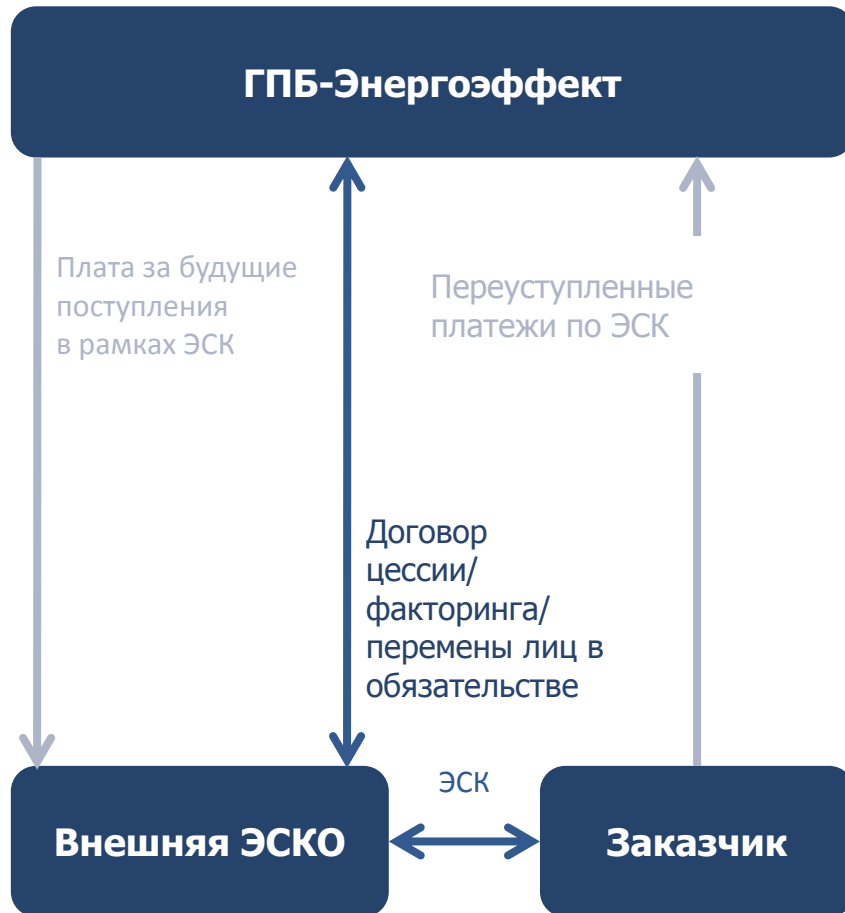 ГПБ-Энергоэффект
Плата за будущие
поступления
в рамках ЭСК
Переуступленные
платежи по ЭСК
Договор
цессии/
факторинга/
перемены лиц в
обязательстве
ЭСК
Внешняя ЭСКО
Заказчик